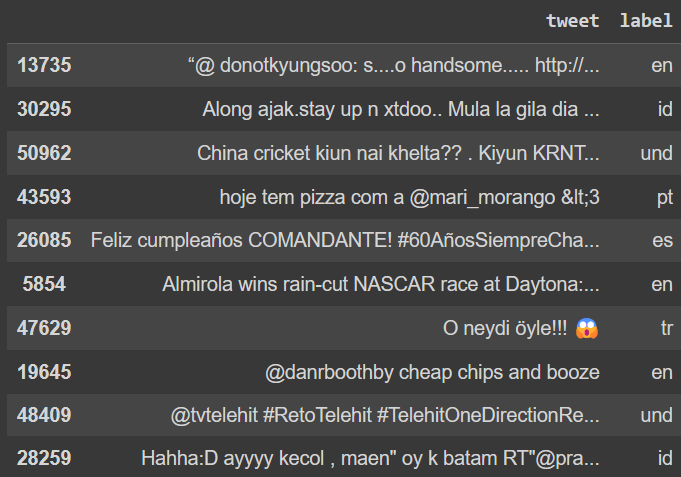 tweet label
13735 “@ donotkyungsoo: s....o handsome..... http://... en
30295 Along ajak.stay up n xtdoo.. Mula la gila dia ... id
50962 China cricket kiun nai khelta?? . Kiyun KRNT... und
43593 hoje tem pizza com a @mari_morango &lt;3 pt
26085 Feliz cumpleaños COMANDANTE! #60AñosSiempreCha... es
5854 Almirola wins rain-cut NASCAR race at Daytona:... en
47629 O neydi öyle!!! 😱 tr
19645 @danrboothby cheap chips and booze en
48409 @tvtelehit #RetoTelehit #TelehitOneDirectionRe... und
28259 Hahha:D ayyyy kecol , maen" oy k batam RT"@pra... id